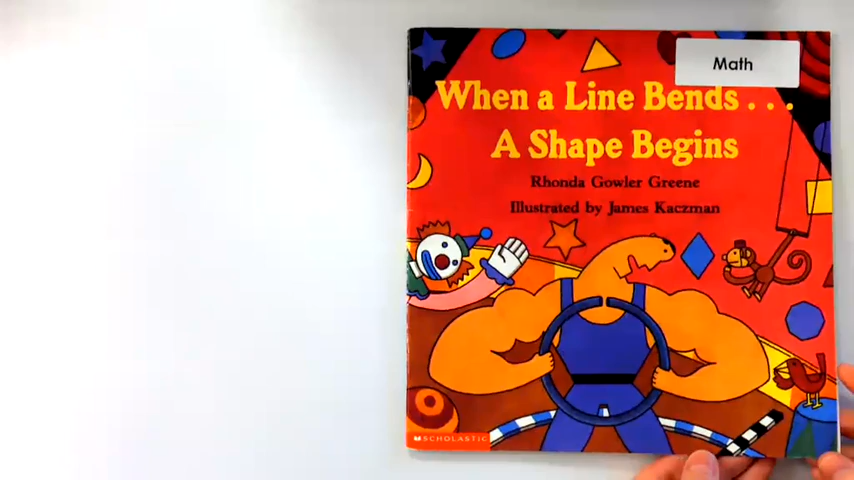 Math
When a Line Bends...
A Shape Begins
Rhonda Gowler Greene
Illustrated by James Kaczman
SCHOLASTIC